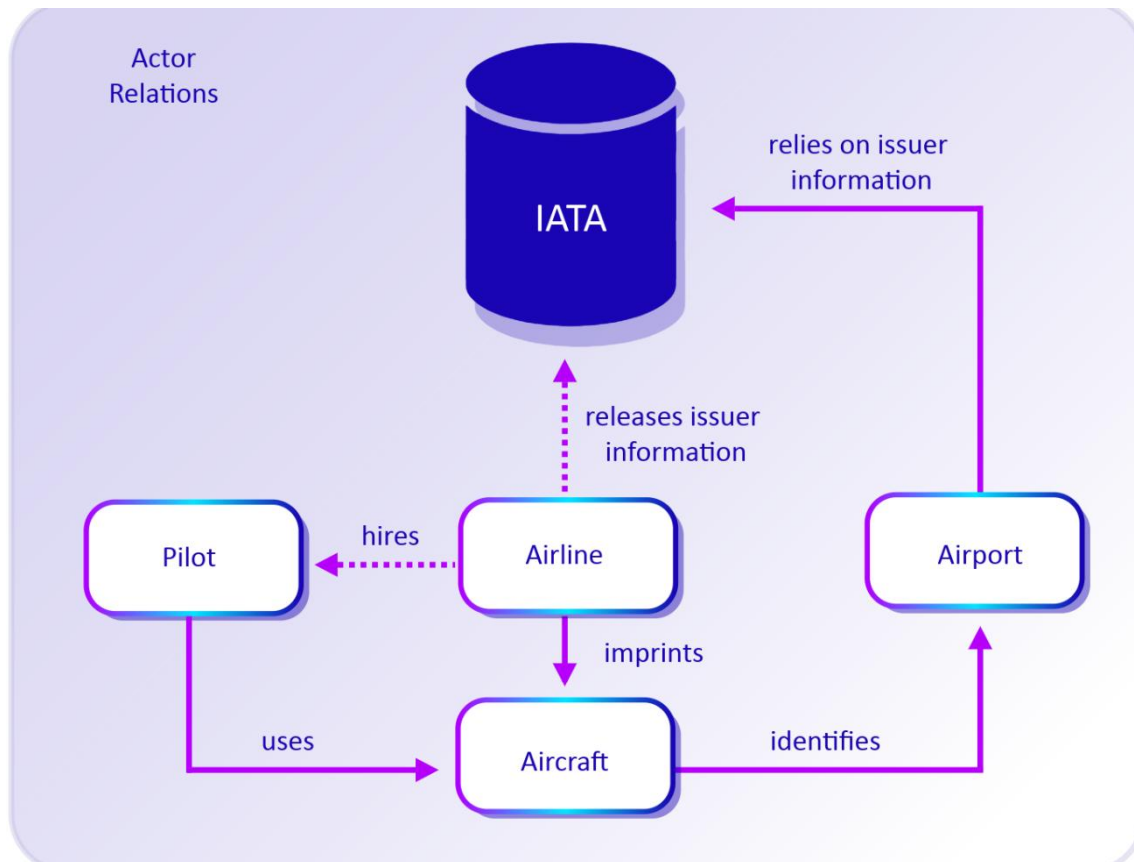 Actor
Relations
IATA
relies on issuer
information
releases issuer
information
Pilot
hires
Airline
Airport
imprints
uses
Aircraft
identifies